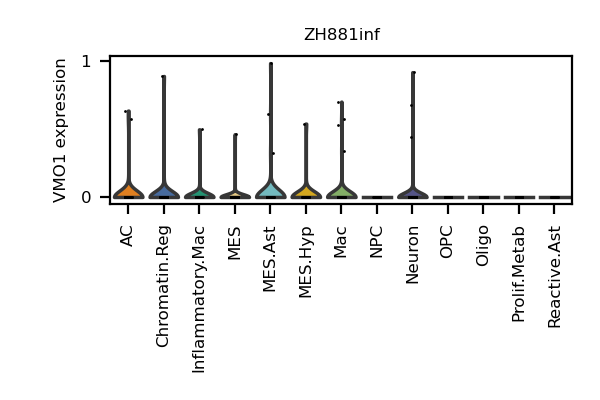 ZH881inf
VMO1 expression
1
0
AC
Chromatin.Reg
Inflammatory.Mac
MES
MES.Ast
MES.Hyp
Mac
NPC
Neuron
OPC
Oligo
Prolif.Metab
Reactive.Ast